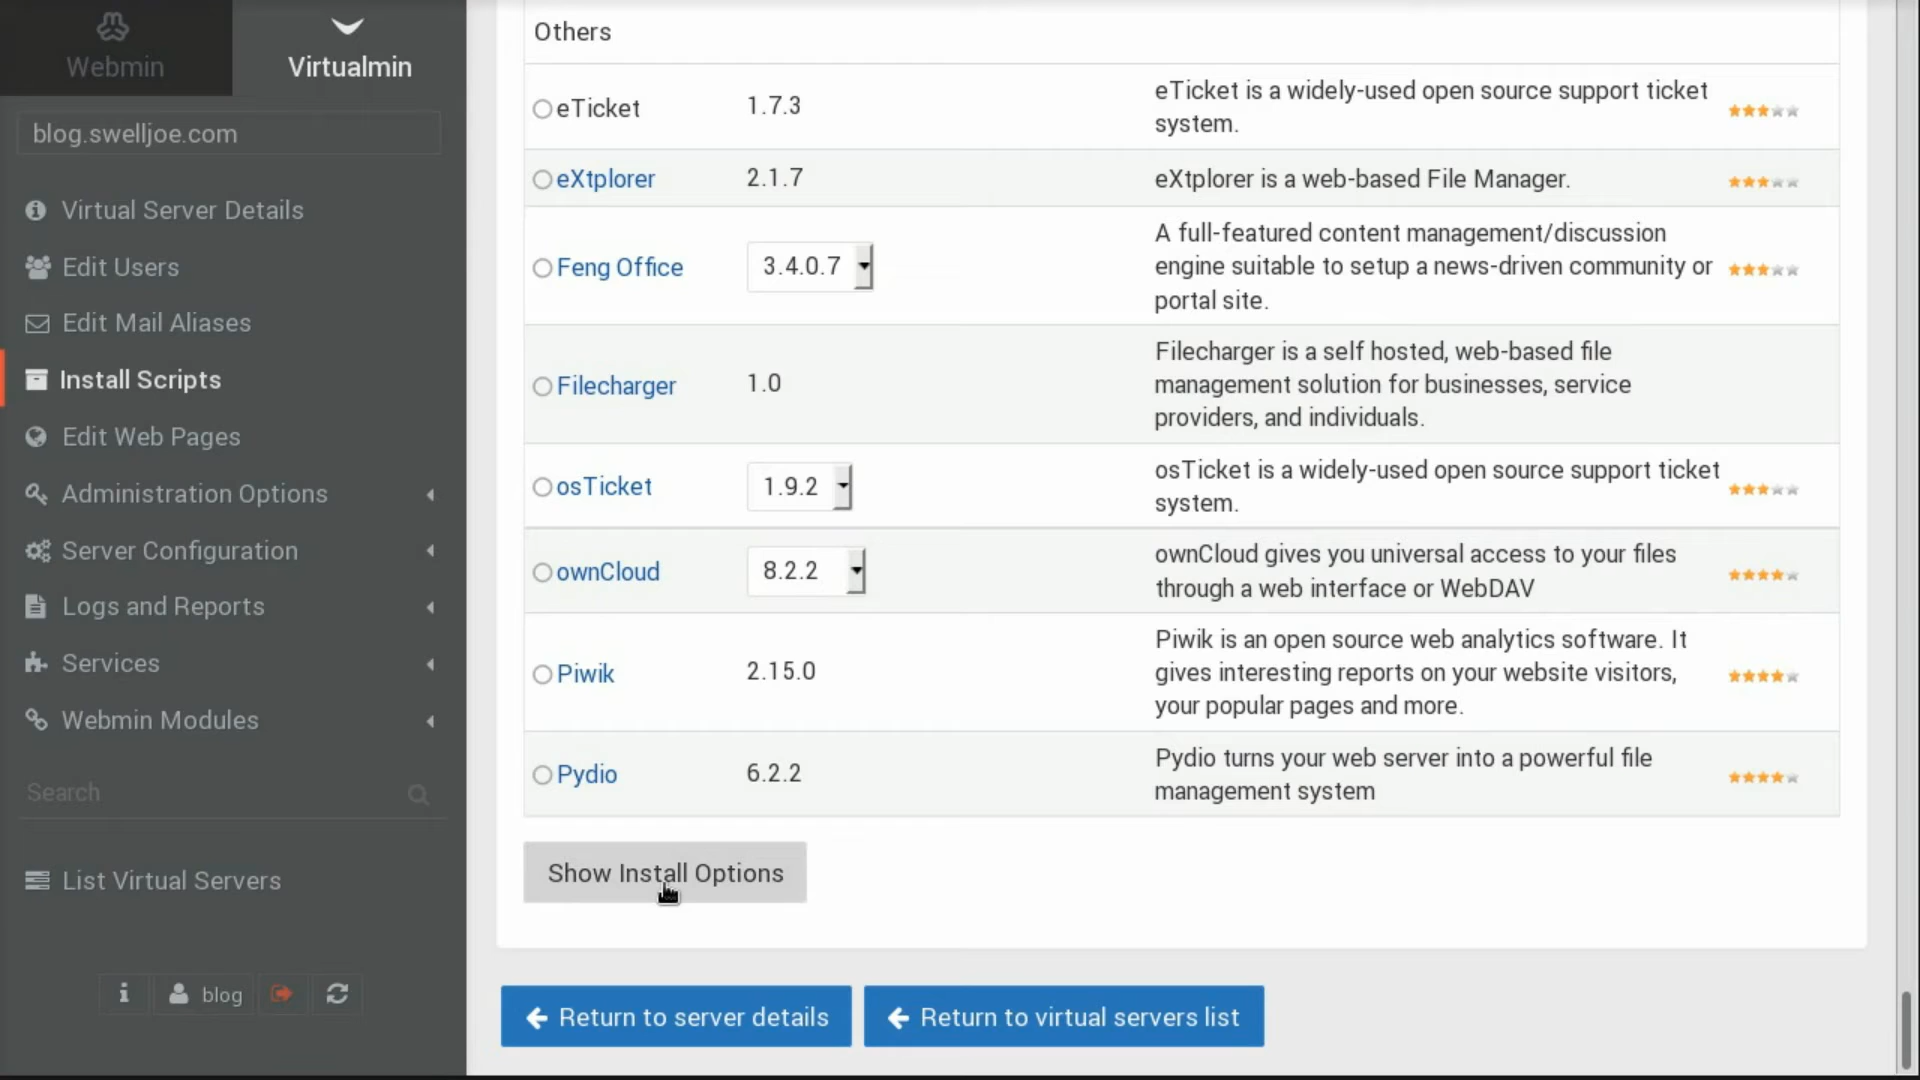 Webmin
Virtualmin
blog.swelljoe.com
Virtual Server Details
Edit Users
Edit Mail Aliases
Install Scripts
Edit Web Pages
Administration Options
Server Configuration
Logs and Reports
Services
Webmin Modules
Search
List Virtual Servers
blog
Others
eTicket
1.7.3
eTicket is a widely-used open source support ticket
system.
eXtplorer
2.1.7
eXtplorer is a web-based File Manager.
Feng Office
3.4.0.7
A full-featured content management/discussion
engine suitable to setup a news-driven community or
portal site.
Filecharger
1.0
Filecharger is a self hosted, web-based file
management solution for businesses, service
providers, and individuals.
osTicket
1.9.2
osTicket is a widely-used open source support ticket
system.
ownCloud
8.2.2
ownCloud gives you universal access to your files
through a web interface or WebDAV
Piwik
2.15.0
Piwik is an open source web analytics software. It
gives interesting reports on your website visitors,
your popular pages and more.
Pydio
6.2.2
Pydio turns your web server into a powerful file
management system
Show Install Options
Return to server details
Return to virtual servers list